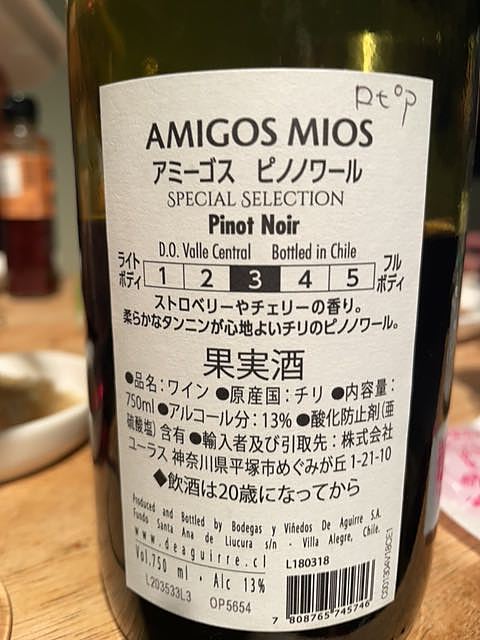 Rtop
AMIGOS MIOS
アミーゴス ピノノワール
SPECIAL SELECTION
Pinot Noir
D.O. Valle Central Bottled in Chile
ライトボディ 1 2 3 4 5 フルボディ
ストロベリーやチェリーの香り。
柔らかなタンニンが心地よいチリのピノノワール。
果実酒
●品名:ワイン ●原産国:チリ ●内容量:
750ml ●アルコール分:13% ●酸化防止剤(亜
硫酸塩)含有 ●輸入者及び引取先:株式会社
ユーラス 神奈川県平塚市めぐみが丘1-21-10
◆飲酒は20歳になってから
Produced and Bottled by Bodegas y Viñedos De Aguirre S.A.
Fundo Santa Ana de Liucura s/n - Villa Alegre, Chile.
www.deaguirre.cl
Vol.750 ml - Alc 13%
L180318
L203533L3 OP5654
7 808765 745746